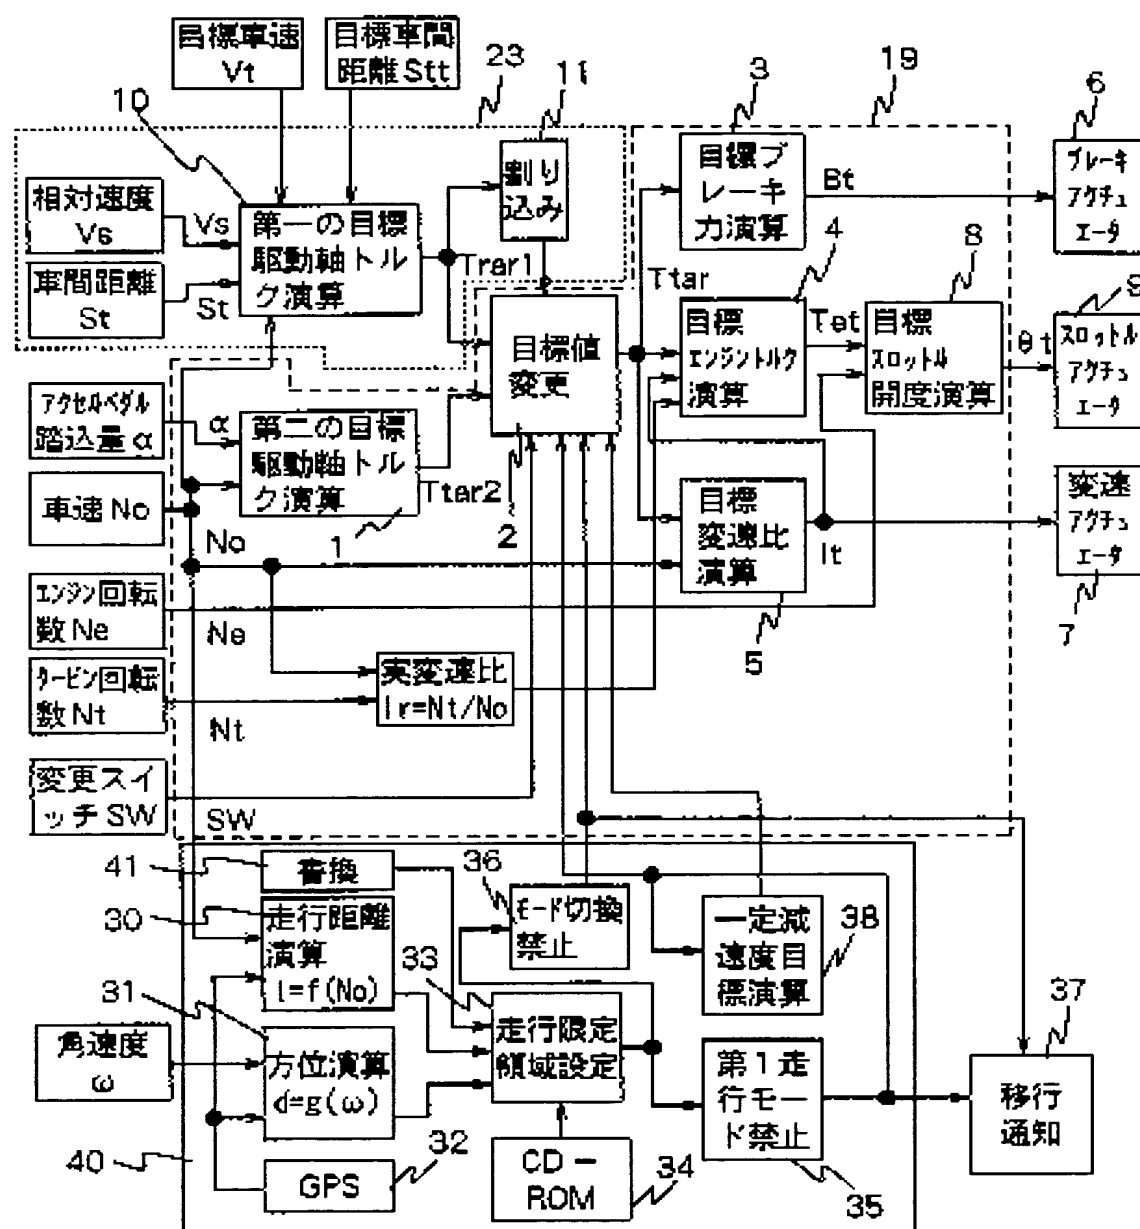 目標車速
Vt
目標車間
距離Stt
23
11
3
19
6
10
割り
込み
目標ブ
レーキ
力演算
Bt
ブレーキ
アクチュ
エータ
相対速度
Vs
Vs
第一の目標
駆動軸トル
ク演算
Trar1
車間距離
St
St
4
8
9
Ttar
目標値
変更
目標
エンジントルク
演算
Tet
目標
スロットル
開度演算
θt
スロットル
アクチュ
エータ
アクセルペダル
踏込量α
α
第二の目標
駆動軸トル
ク演算
Ttar2
1
2
車速No
No
目標
変速比
演算
It
5
変速
アクチュ
エータ
7
エンジン回転
数Ne
Ne
タービン回転
数Nt
Nt
実変速比
Ir=Nt/No
変更スイ
ッチSW
SW
41
書換
36
モード切換
禁止
30
走行距離
演算
l=f(No)
33
一定減
速度目
標演算
38
31
角速度
ω
方位演算
d=g(ω)
走行限定
領域設定
第1走
行モー
ド禁止
37
移行
通知
40
GPS
32
CD-
ROM
34
35